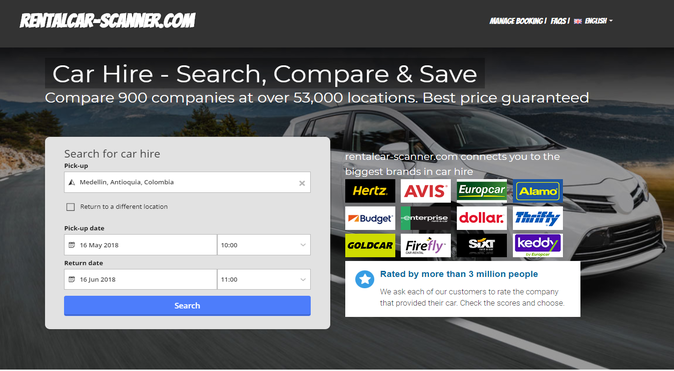 RENTALCAR-SCANNER.COM
MANAGE BOOKING | FAQS | ENGLISH
Car Hire - Search, Compare & Save
Compare 900 companies at over 53,000 locations. Best price guaranteed
Search for car hire
Pick-up
Medellin, Antioquia, Colombia
Return to a different location
Pick-up date
16 May 2018 10:00
Return date
16 Jun 2018 11:00
Search
rentalcar-scanner.com connects you to the
biggest brands in car hire
Hertz AVIS Europcar Alamo
Budget enterprise dollar. Thrifty
GOLDCAR Firefly CAR RENTAL SiXT rent a car keddy by Europcar
Rated by more than 3 million people
We ask each of our customers to rate the company
that provided their car. Check the scores and choose.